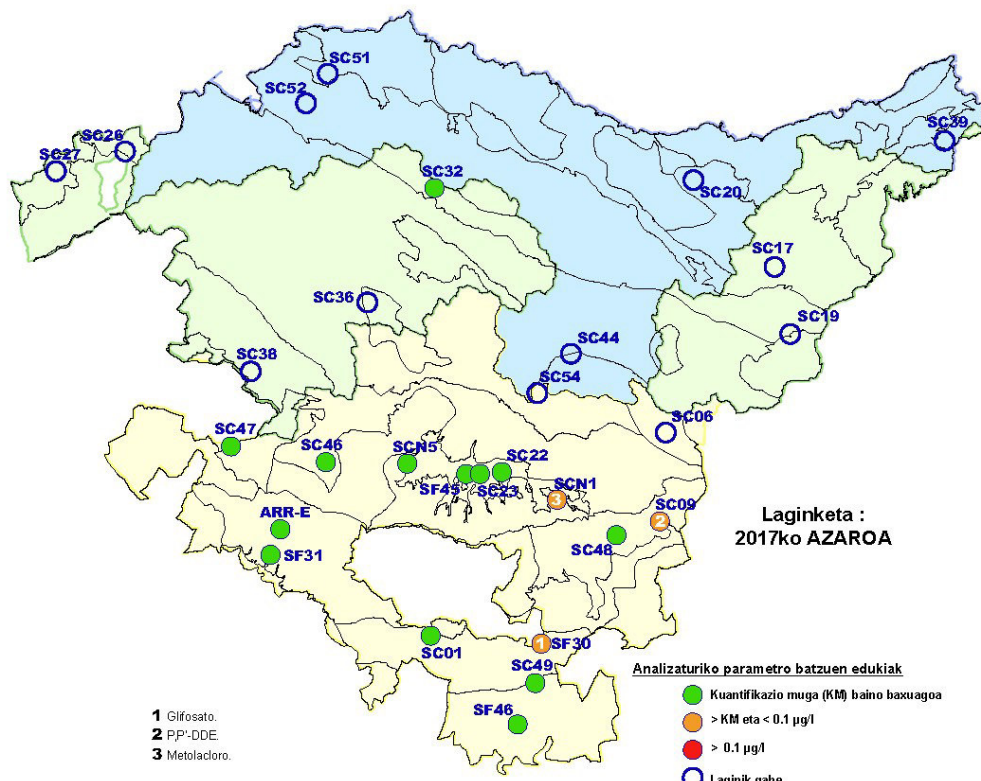 SC51
SC52
SC26
SC27
SC39
SC32
SC20
SC17
SC36
SC19
SC44
SC38
SC54
SC06
SC47
SC46
SCN5
SC22
SF45
SC23
SCN1
3
SC09
2
ARR-E
SC48
SF31
Laginketa :
2017ko AZAROA
SC01
1
SF30
SC49
SF46
Analizaturiko parametro batzuen edukiak
Kuantifikazio muga (KM) baino baxuagoa
> KM eta < 0.1 µg/l
> 0.1 µg/l
Laginik gabe
1 Glifosato.
2 P,P'-DDE.
3 Metolacloro.